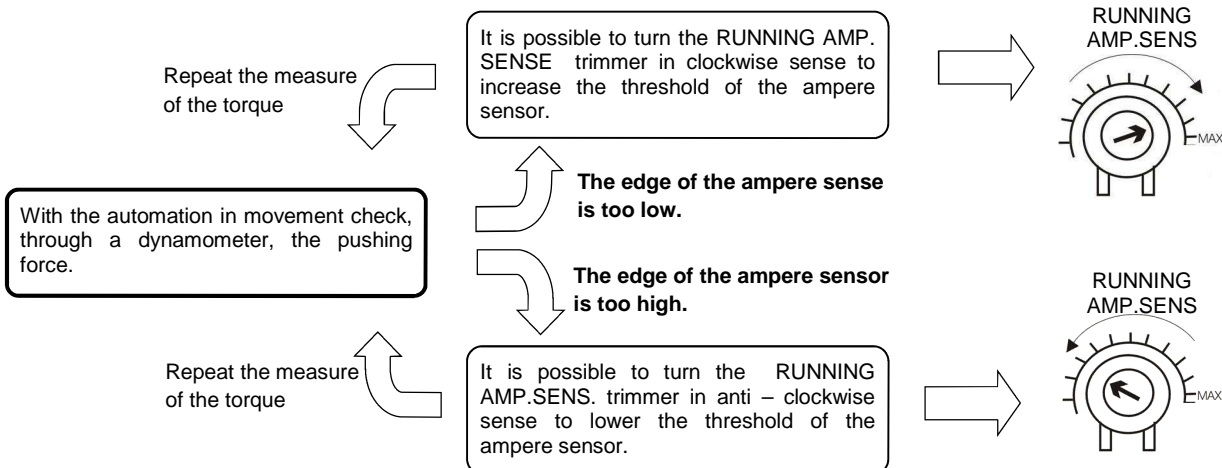 It is possible to turn the RUNNING AMP.
SENSE trimmer in clockwise sense to
increase the threshold of the ampere
sensor.
RUNNING
AMP.SENS
MAX
Repeat the measure
of the torque
The edge of the ampere sense
is too low.
With the automation in movement check,
through a dynamometer, the pushing
force.
The edge of the ampere sensor
is too high.
RUNNING
AMP.SENS
MAX
Repeat the measure
of the torque
It is possible to turn the RUNNING
AMP.SENS. trimmer in anti – clockwise
sense to lower the threshold of the
ampere sensor.